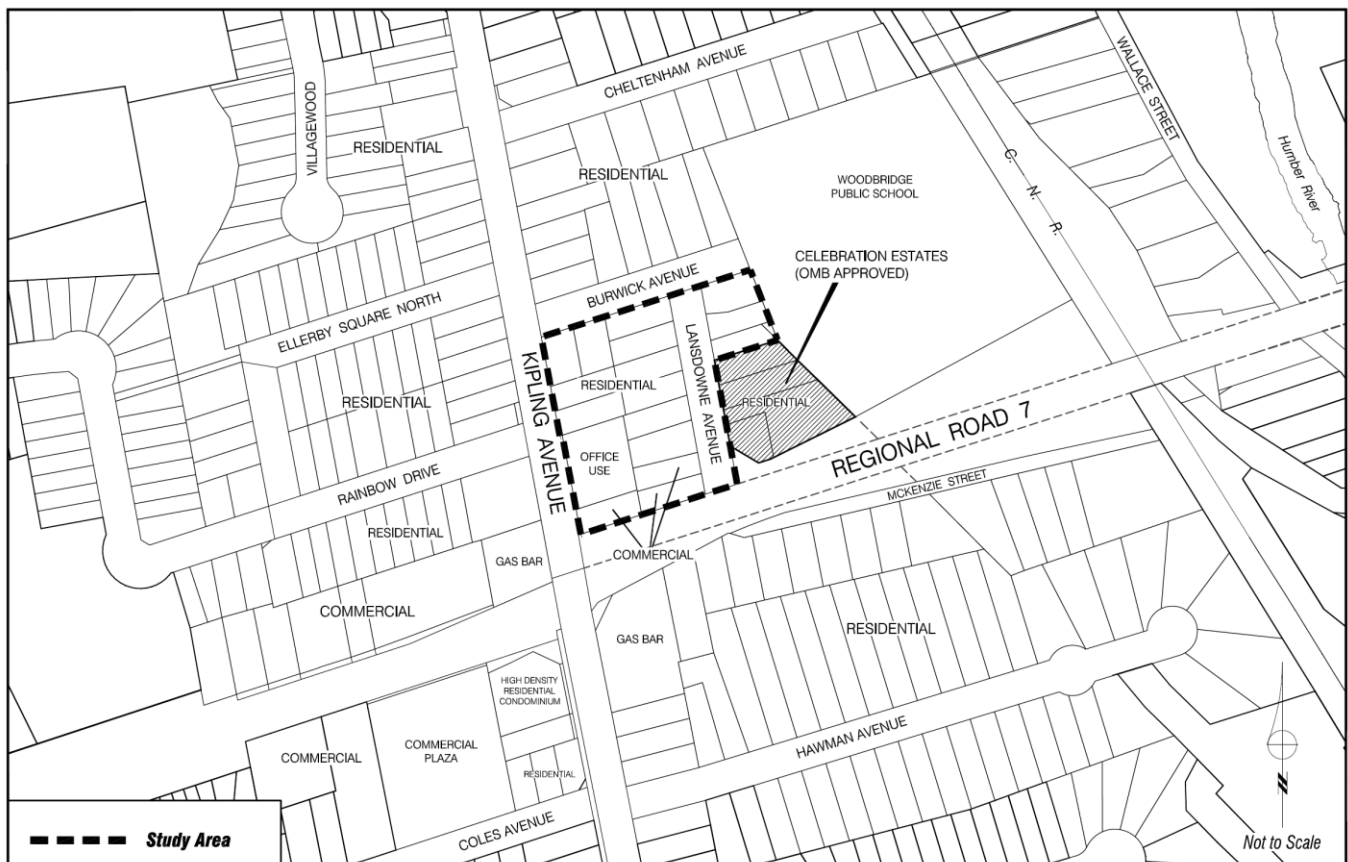 CHELTENHAM AVENUE
WALLACE STREET
VILLAGEWOOD
RESIDENTIAL
RESIDENTIAL
WOODBRIDGE
PUBLIC SCHOOL
C. N. R.
Humber River
CELEBRATION ESTATES
(OMB APPROVED)
BURWICK AVENUE
ELLERBY SQUARE NORTH
KIPLING AVENUE
LANSDOWNE AVENUE
RESIDENTIAL
RESIDENTIAL
RESIDENTIAL
REGIONAL ROAD 7
OFFICE
USE
RAINBOW DRIVE
MCKENZIE STREET
RESIDENTIAL
COMMERCIAL
GAS BAR
COMMERCIAL
GAS BAR
RESIDENTIAL
HIGH DENSITY
RESIDENTIAL
CONDOMINIUM
HAWMAN AVENUE
COMMERCIAL
COMMERCIAL
PLAZA
RESIDENTIAL
COLES AVENUE
Study Area
N
Not to Scale